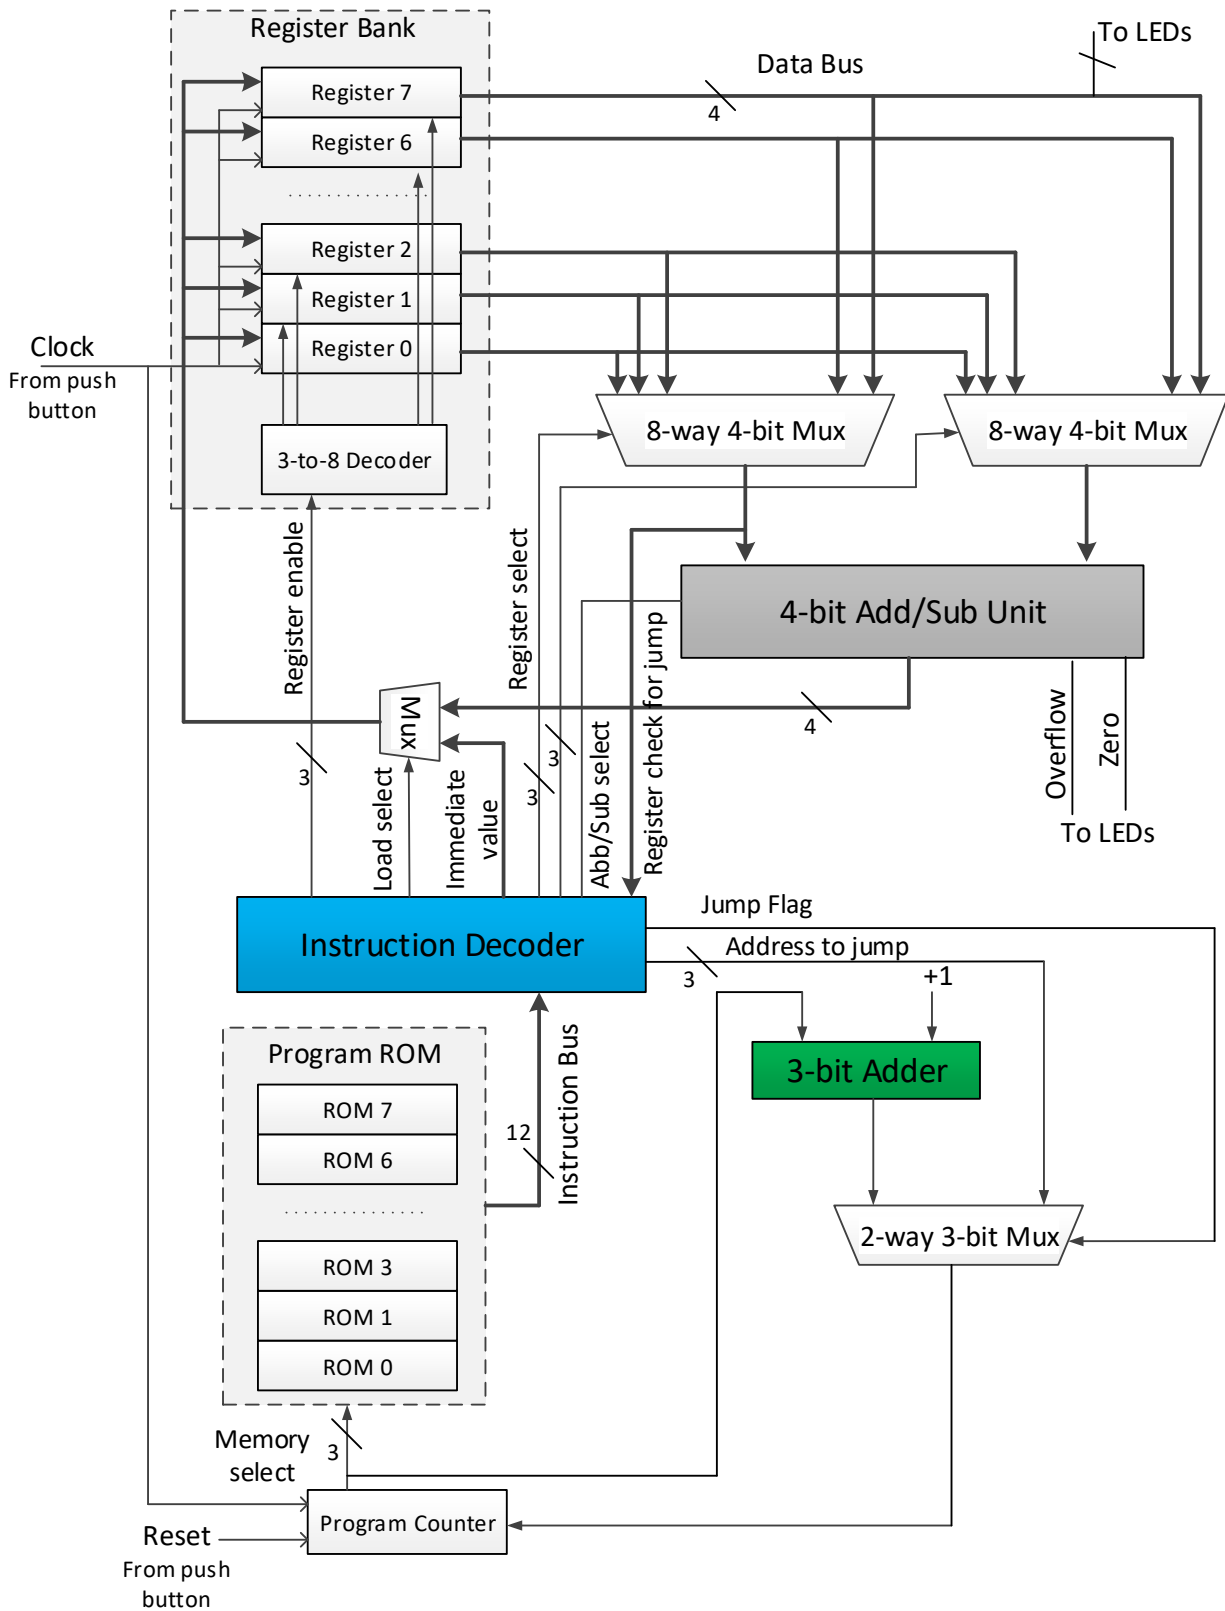 Register Bank
To LEDs
Data Bus
Register 7
4
Register 6
Register 2
Register 1
Register 0
Clock
From push
button
8-way 4-bit Mux
8-way 4-bit Mux
3-to-8 Decoder
Register enable
Register select
4-bit Add/Sub Unit
Register check for jump
Mux
4
3
3
3
Overflow
Zero
Load select
Immediate
value
Abb/Sub select
To LEDs
Jump Flag
Instruction Decoder
Address to jump
3
+1
Program ROM
Instruction Bus
3-bit Adder
ROM 7
12
ROM 6
2-way 3-bit Mux
ROM 3
ROM 1
ROM 0
Memory
select
3
Program Counter
Reset
From push
button